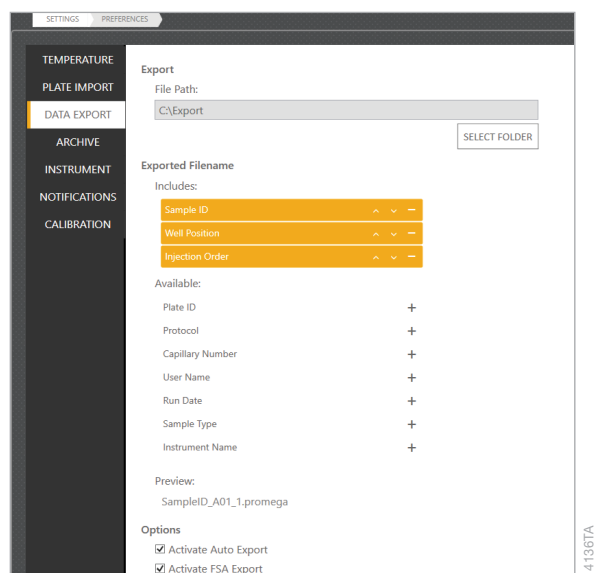 SETTINGS PREFERENCES
TEMPERATURE
PLATE IMPORT
DATA EXPORT
ARCHIVE
INSTRUMENT
NOTIFICATIONS
CALIBRATION
Export
File Path:
C:\Export
SELECT FOLDER
Exported Filename
Includes:
Sample ID
Well Position
Injection Order
Available:
Plate ID
Protocol
Capillary Number
User Name
Run Date
Sample Type
Instrument Name
Preview:
SampleID_A01_1.promega
Options
Activate Auto Export
Activate FSA Export
4136TA